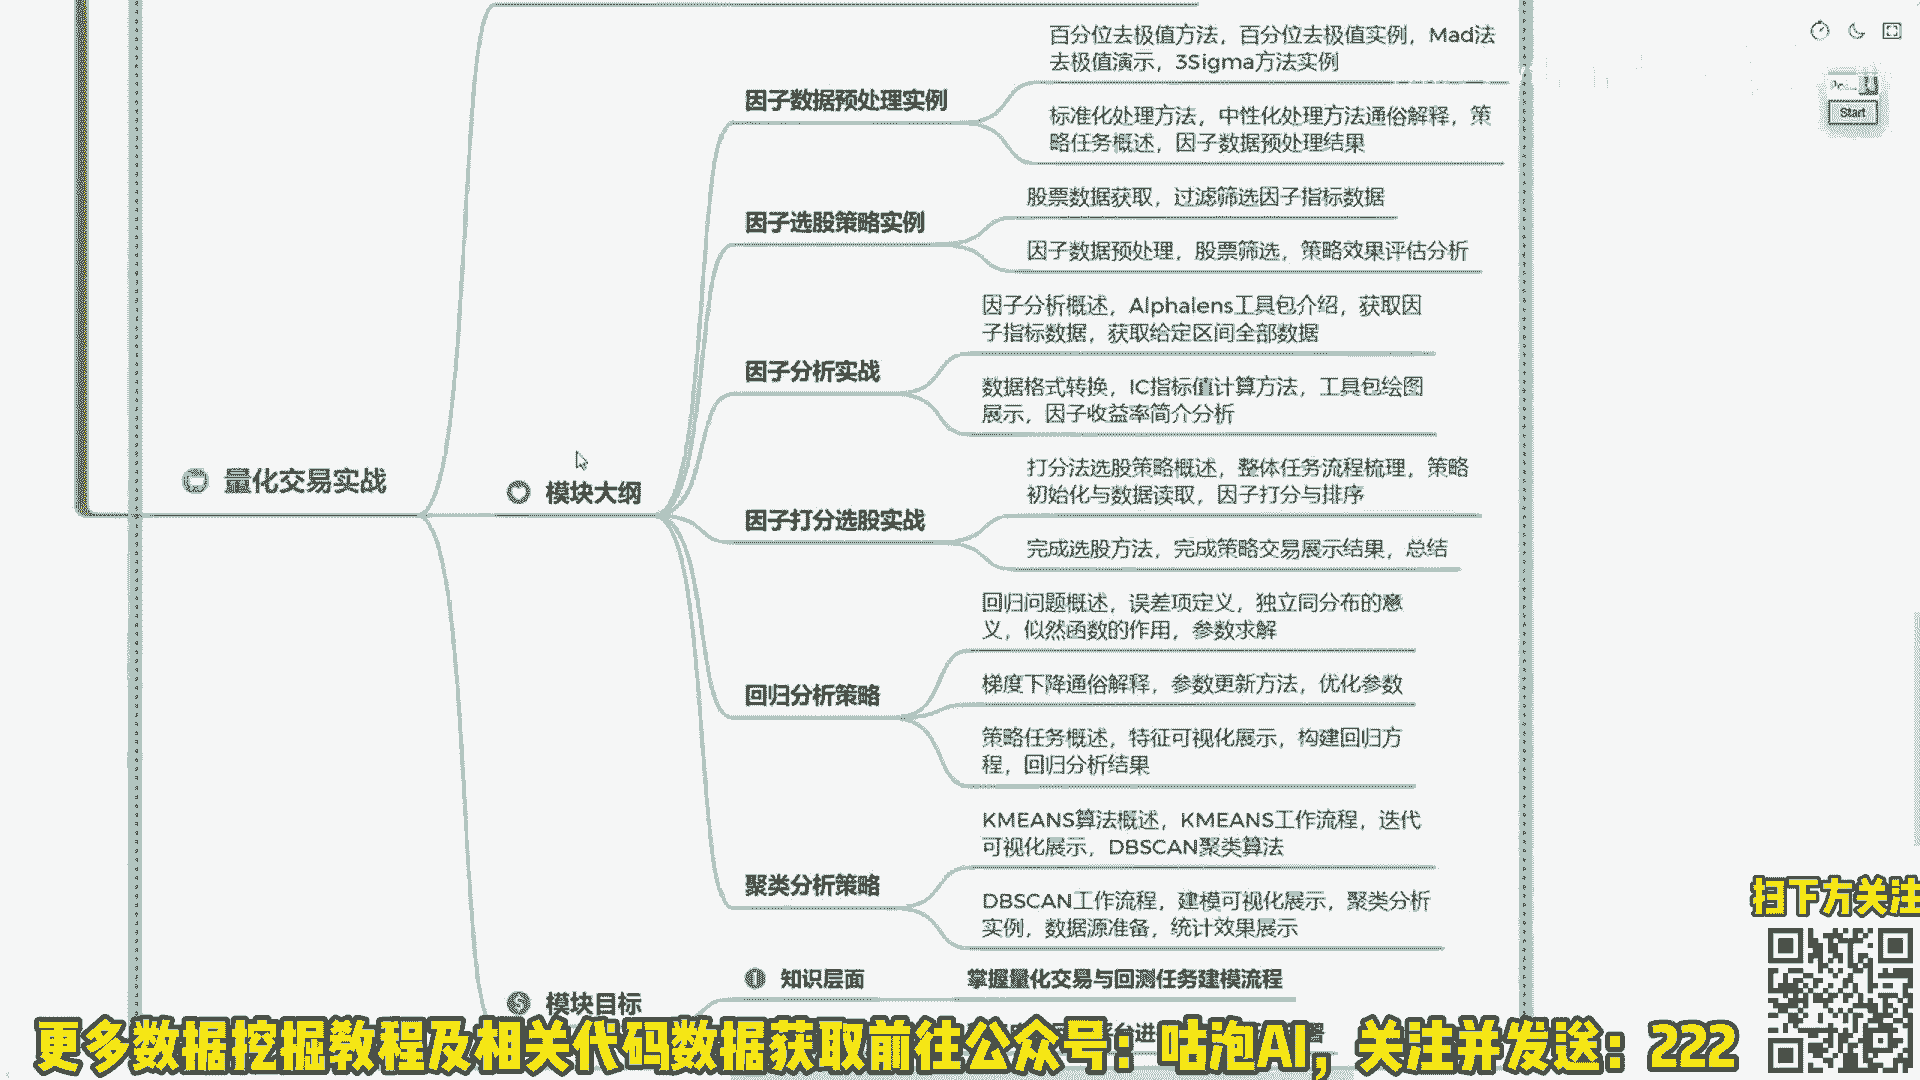 百分位去极值方法，百分位去极值实例，Mad法
去极值演示，3Sigma方法实例
因子数据预处理实例
标准化处理方法，中性化处理方法通俗解释，策
略任务概述，因子数据预处理结果
Start
股票数据获取，过滤筛选因子指标数据
因子选股策略实例
因子数据预处理，股票筛选，策略效果评估分析
因子分析概述，Alphalens工具包介绍，获取因
子指标数据，获取给定区间全部数据
因子分析实战
数据格式转换，IC指标值计算方法，工具包绘图
展示，因子收益率简介分析
量化交易实战
模块大纲
打分法选股策略概述，整体任务流程梳理，策略
初始化与数据读取，因子打分与排序
因子打分选股实战
完成选股方法，完成策略交易展示结果，总结
回归问题概述，误差项定义，独立同分布的意
义，似然函数的作用，参数求解
回归分析策略
梯度下降通俗解释，参数更新方法，优化参数
策略任务概述，特征可视化展示，构建回归方
程，回归分析结果
KMEANS算法概述，KMEANS工作流程，迭代
可视化展示，DBSCAN聚类算法
聚类分析策略
DBSCAN工作流程，建模可视化展示，聚类分析
实例，数据源准备，统计效果展示
模块目标
知识层面
掌握量化交易与回测任务建模流程
扫下方关注
更多数据挖掘教程及相关代码数据获取前往公众号：咕泡AI，关注并发送：222